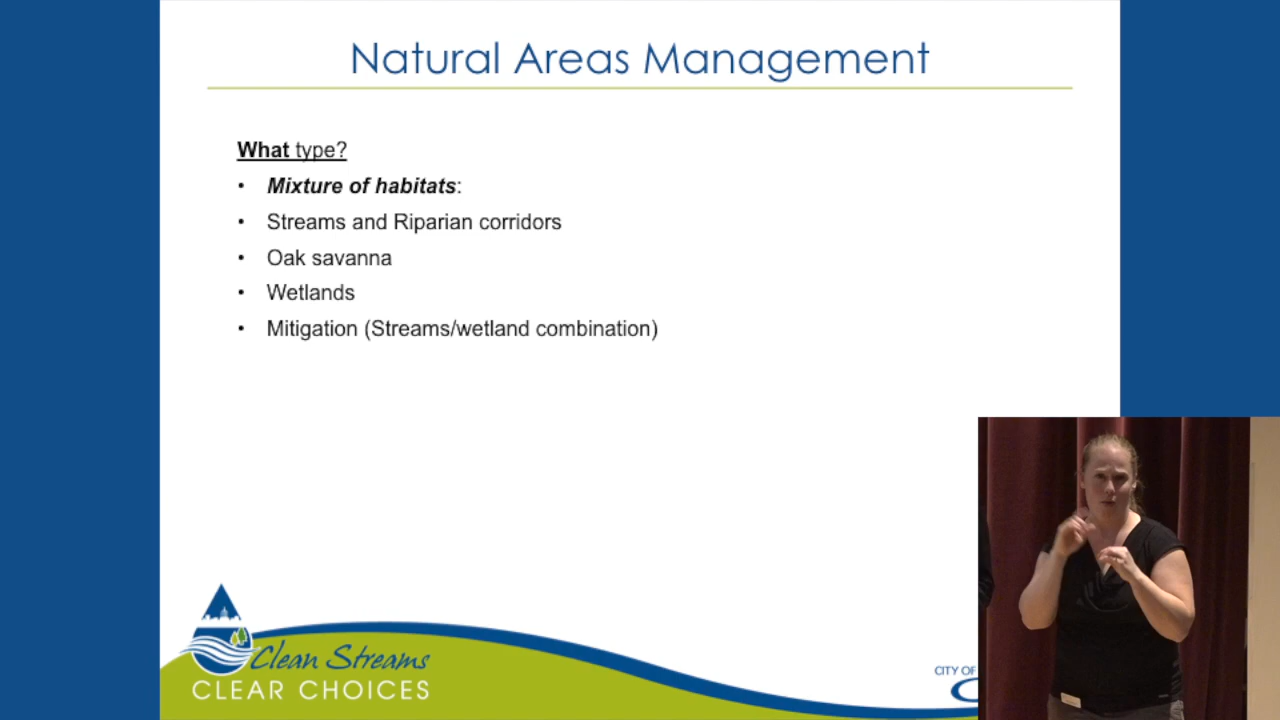 Natural Areas Management
What type?
• Mixture of habitats:
• Streams and Riparian corridors
• Oak savanna
• Wetlands
• Mitigation (Streams/wetland combination)
Clean Streams
CLEAR CHOICES
CITY OF